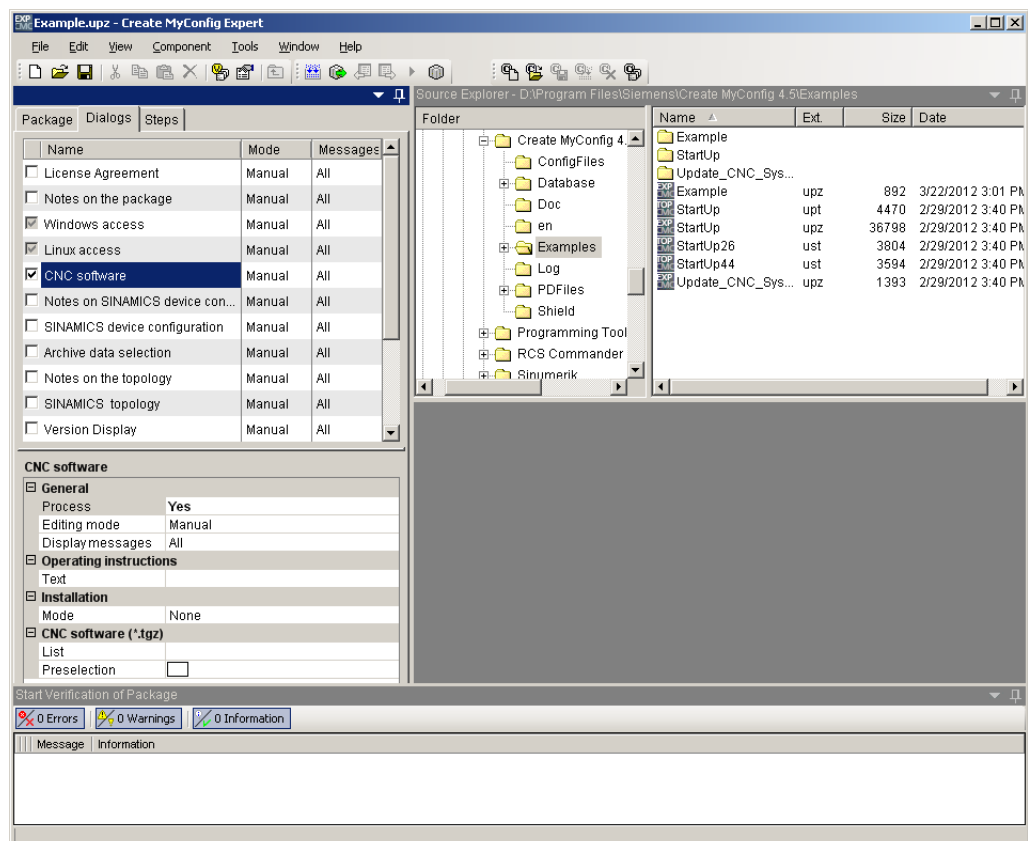 Example.upz - Create MyConfig Expert
File Edit View Component Tools Window Help
Source Explorer - D:\Program Files\Siemens\Create MyConfig 4.5\Examples
Package Dialogs Steps
Name Mode Messages
License Agreement Manual All
Notes on the package Manual All
Windows access Manual All
Linux access Manual All
CNC software Manual All
Notes on SINAMICS device con... Manual All
SINAMICS device configuration Manual All
Archive data selection Manual All
Notes on the topology Manual All
SINAMICS topology Manual All
Version Display Manual All
Folder
Create MyConfig 4.
ConfigFiles
Database
Doc
en
Examples
Log
PDFiles
Shield
Programming Tool
RCS Commander
Sinumerik
Name Ext. Size Date
Example
StartUp
Update_CNC_Sys...
Example upz 892 3/22/2012 3:01 PM
StartUp upt 4470 2/29/2012 3:40 PM
StartUp upz 36798 2/29/2012 3:40 PM
StartUp26 ust 3804 2/29/2012 3:40 PM
StartUp44 ust 3594 2/29/2012 3:40 PM
Update_CNC_Sys... upz 1393 2/29/2012 3:40 PM
CNC software
General
Process Yes
Editing mode Manual
Display messages All
Operating instructions
Text
Installation
Mode None
CNC software (*.tgz)
List
Preselection
Start Verification of Package
0 Errors 0 Warnings 0 Information
Message Information